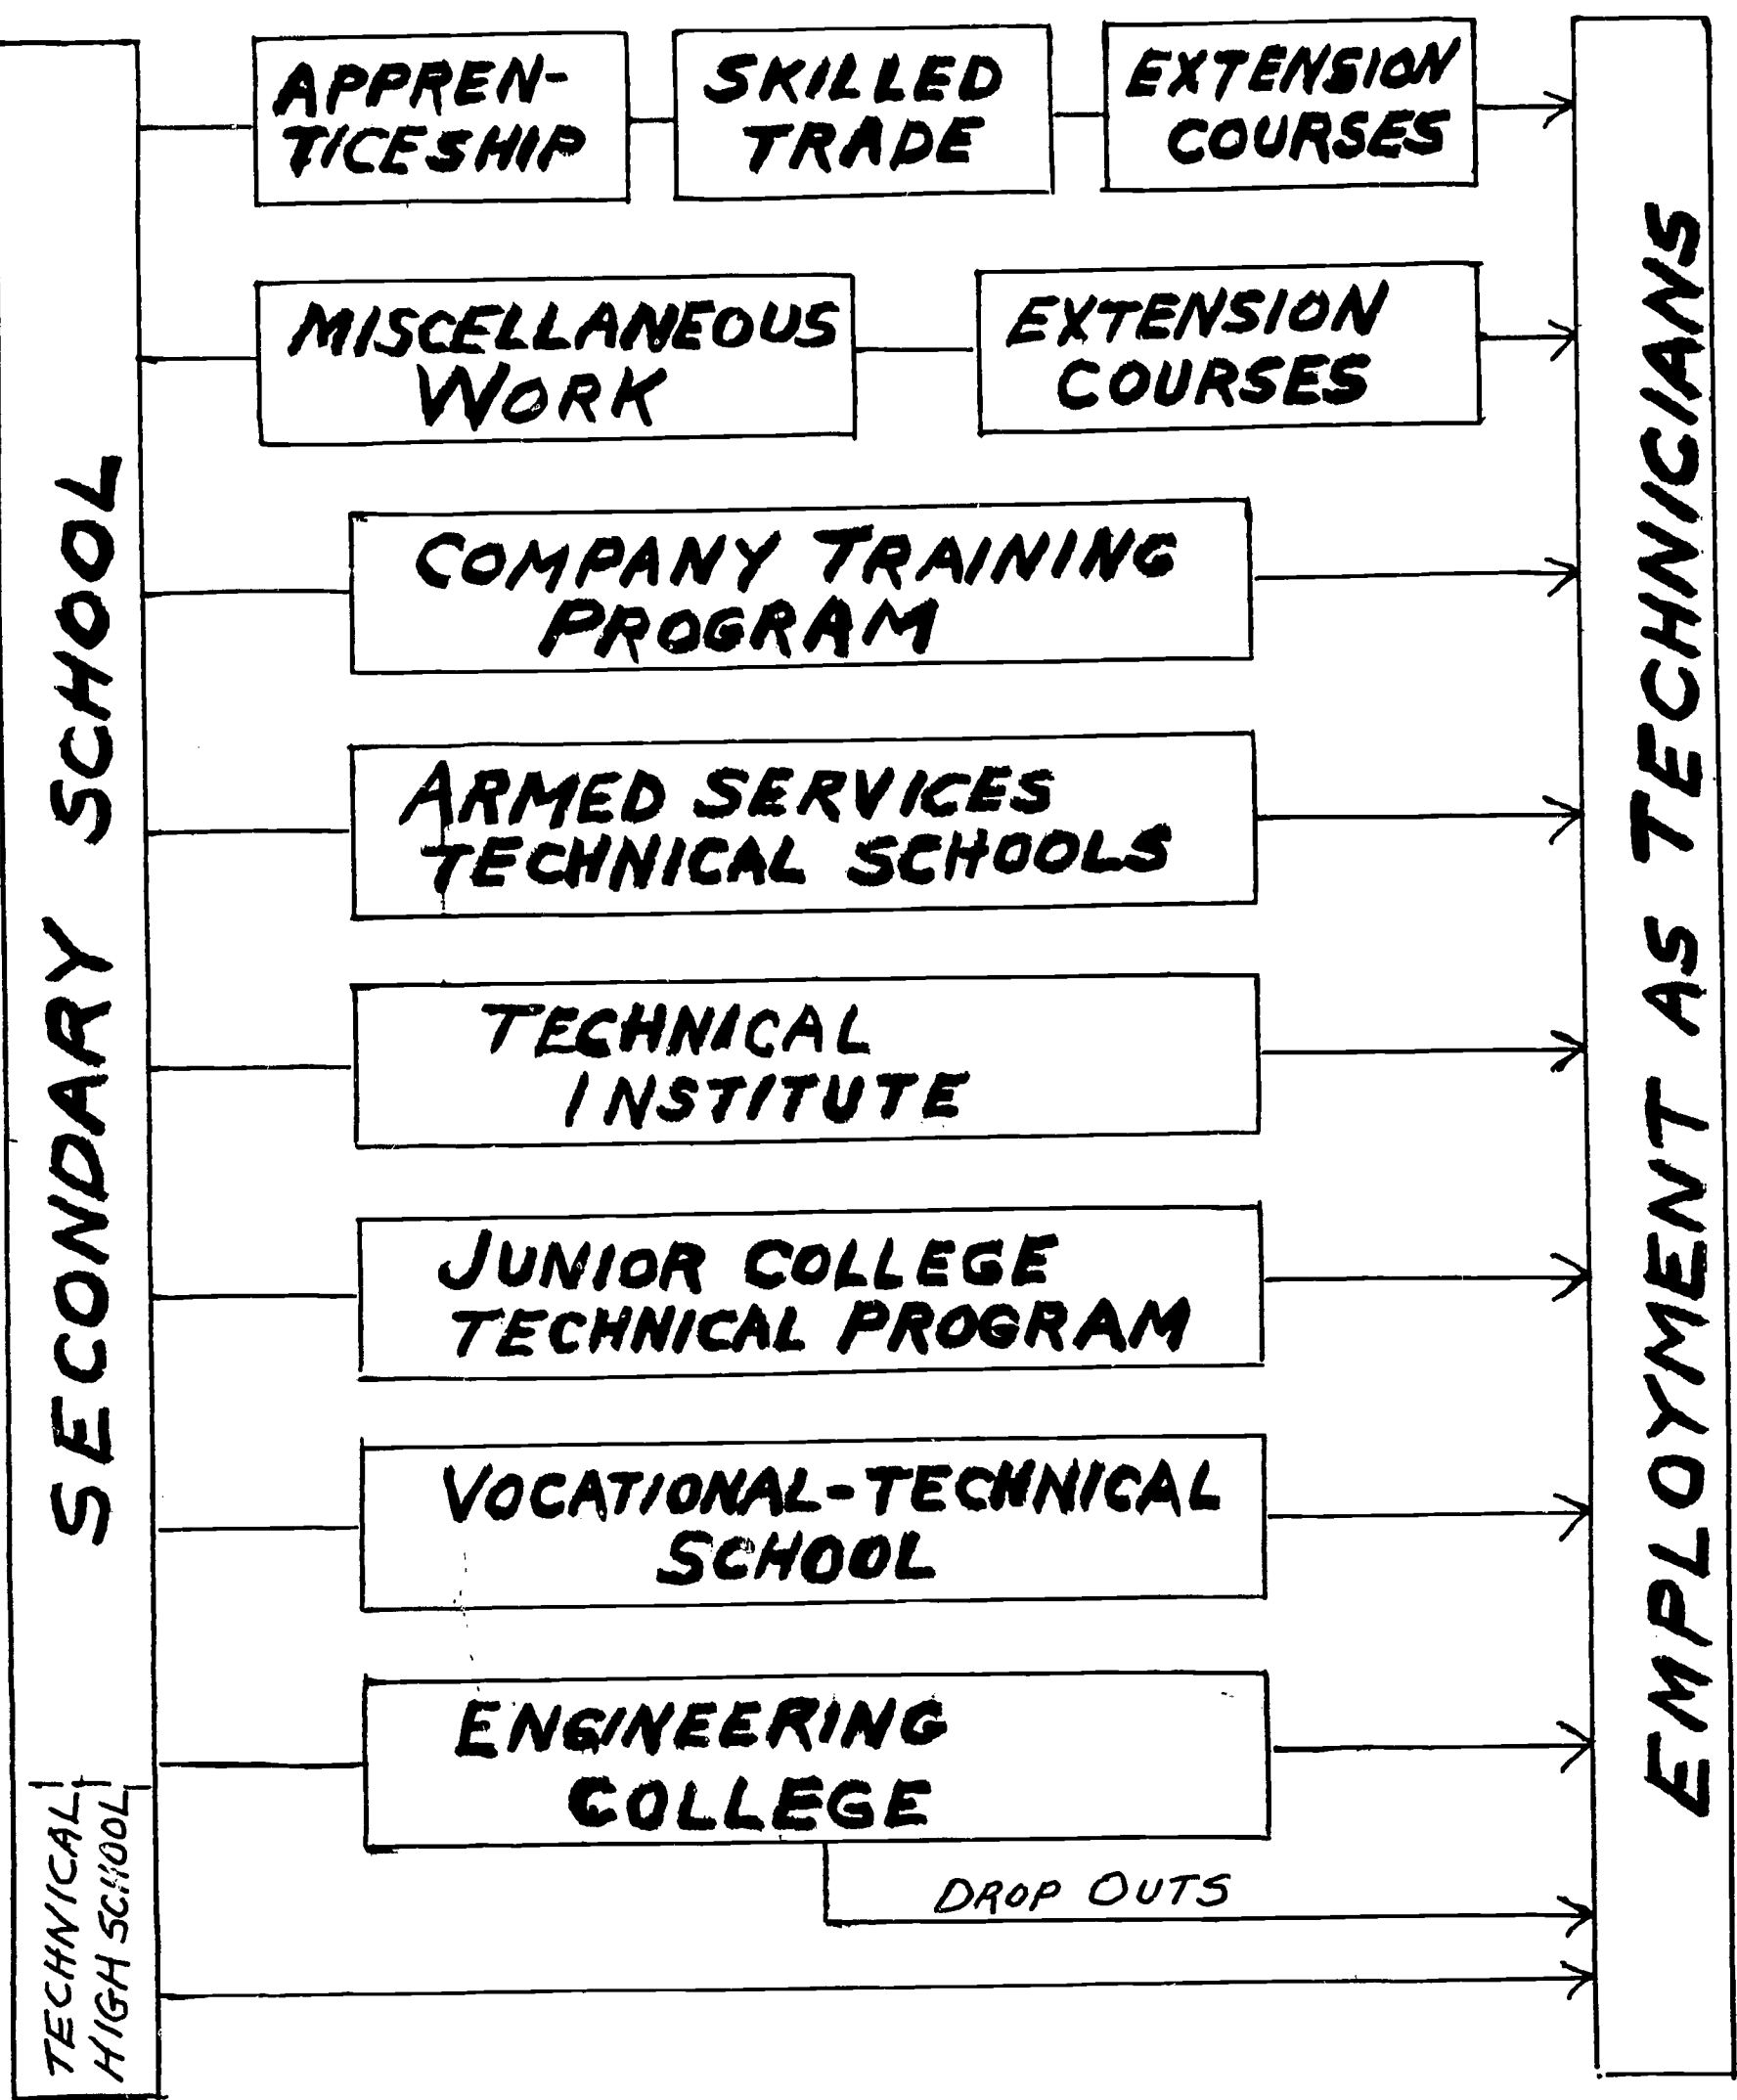 APPREN-
TICESHIP
SKILLED
TRADE
EXTENSION
COURSES
MISCELLANEOUS
WORK
EXTENSION
COURSES
COMPANY TRAINING
PROGRAM
ARMED SERVICES
TECHNICAL SCHOOLS
TECHNICAL
INSTITUTE
JUNIOR COLLEGE
TECHNICAL PROGRAM
VOCATIONAL-TECHNICAL
SCHOOL
ENGINEERING
COLLEGE
DROP OUTS
SECONDARY SCHOOL
TECHNICAL
HIGH SCHOOL
EMPLOYMENT AS TECHNICIANS